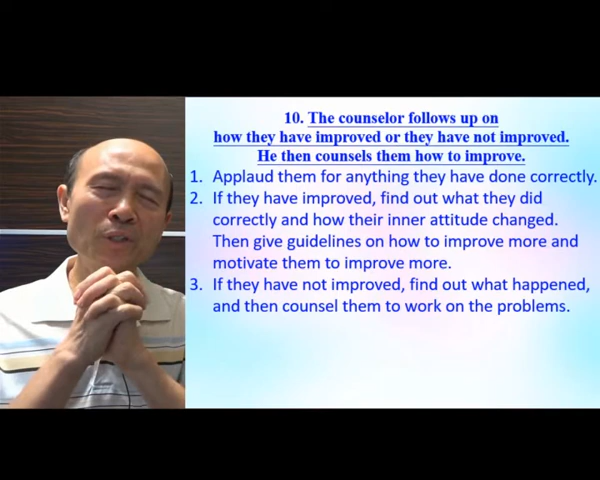 10. The counselor follows up on
how they have improved or they have not improved.
He then counsels them how to improve.
1. Applaud them for anything they have done correctly.
2. If they have improved, find out what they did
correctly and how their inner attitude changed.
Then give guidelines on how to improve more and
motivate them to improve more.
3. If they have not improved, find out what happened,
and then counsel them to work on the problems.